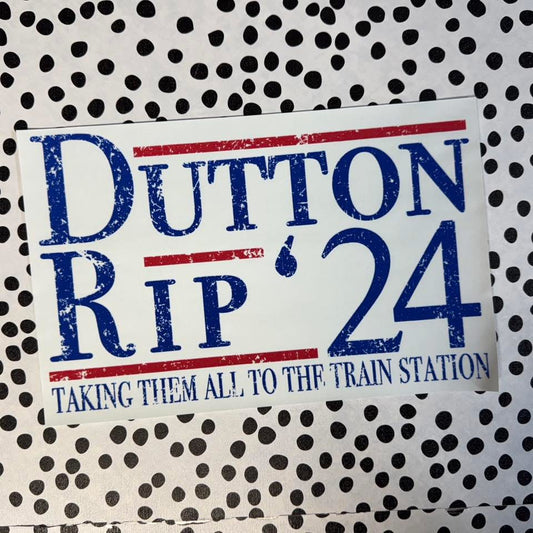 DUTTON
RIP '24
TAKING THEM ALL TO THE TRAIN STATION